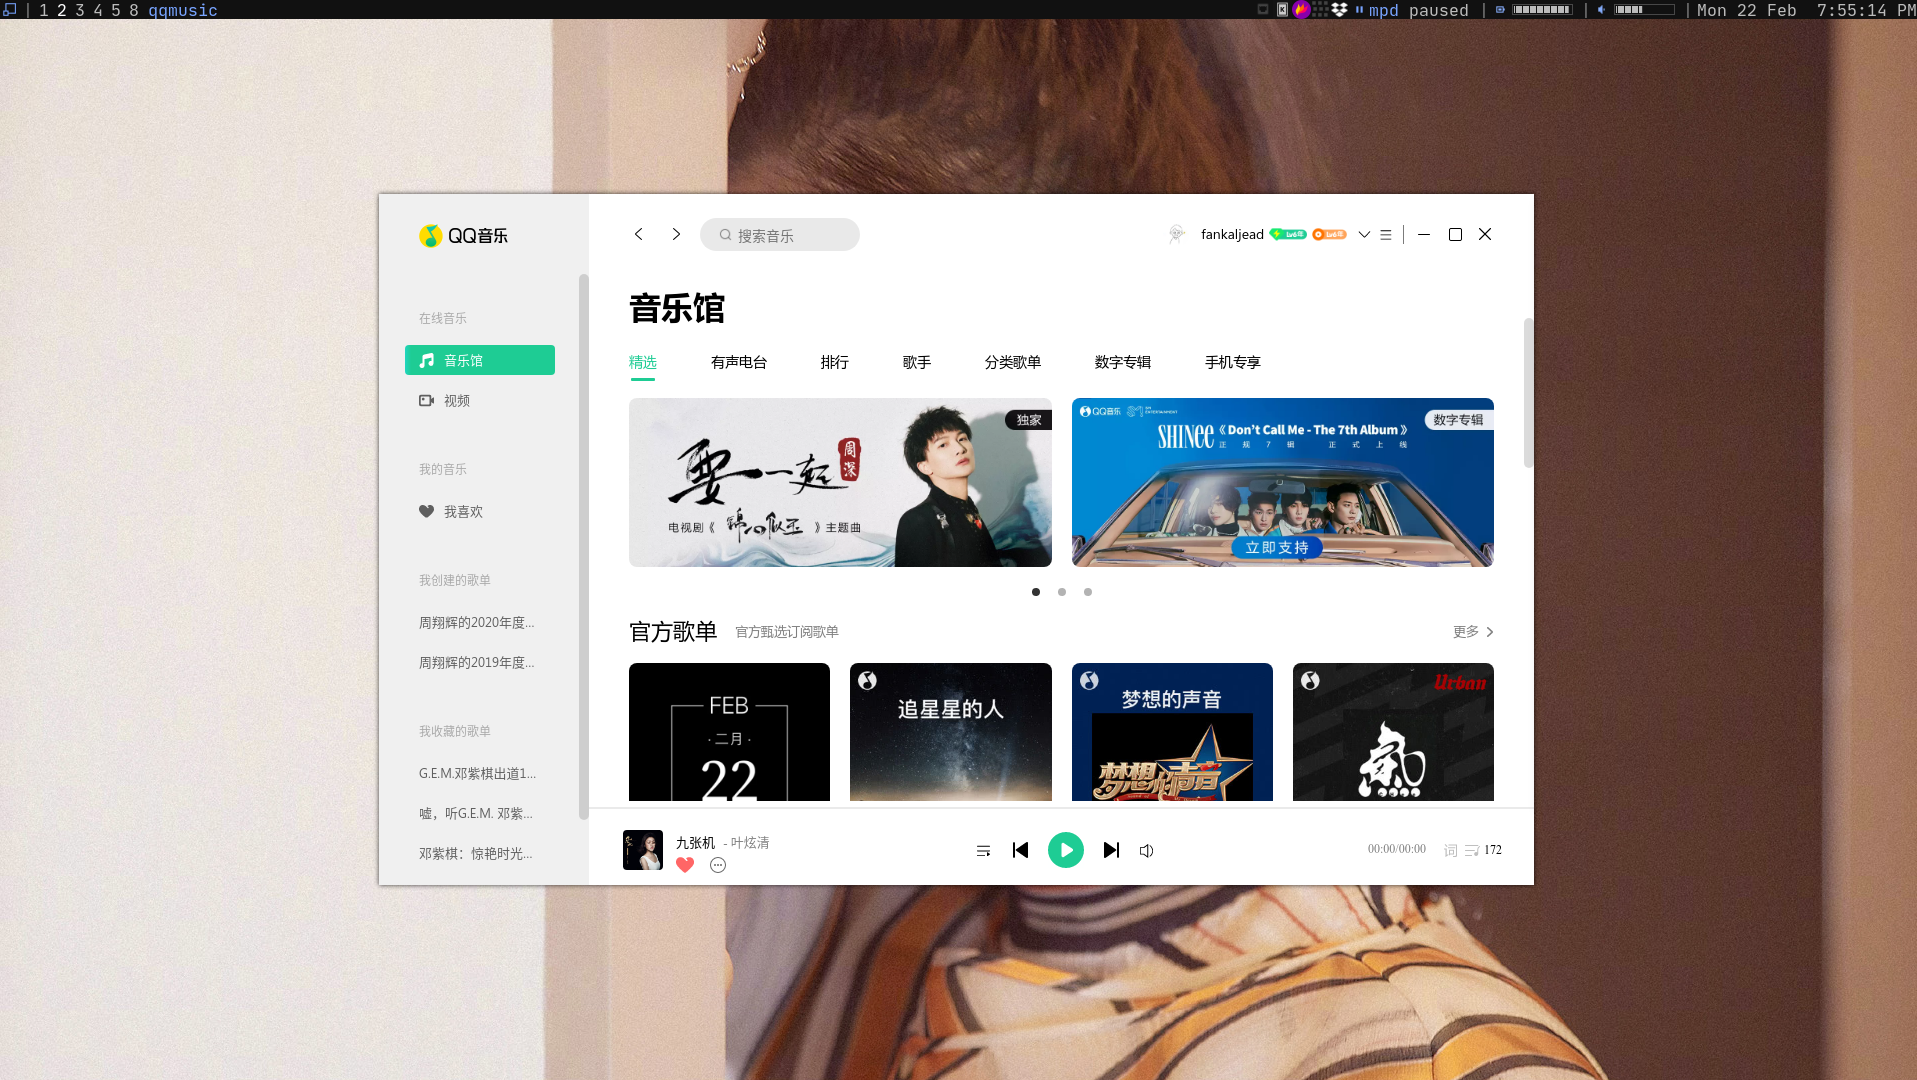 1 2 3 4 5 8 qqmusic
mpd paused
Mon 22 Feb 7:55:14 PM
QQ音乐
在线音乐
音乐馆
视频
我的音乐
我喜欢
我创建的歌单
周翔辉的2020年度...
周翔辉的2019年度...
我收藏的歌单
G.E.M.邓紫棋出道1...
嘘，听G.E.M. 邓紫...
邓紫棋：惊艳时光...
搜索音乐
fankaljead
音乐馆
精选 有声电台 排行 歌手 分类歌单 数字专辑 手机专享
独家
要一起
周深
电视剧《锦心似玉》主题曲
QQ音乐
数字专辑
SHINee《Don't Call Me - The 7th Album》
正规7辑 正式上线
立即支持
官方歌单 官方甄选订阅歌单
更多
FEB
·二月·
22
追星星的人
梦想的声音
梦想的声音
Urban
氣
九张机 - 叶炫清
00:00/00:00
词
172